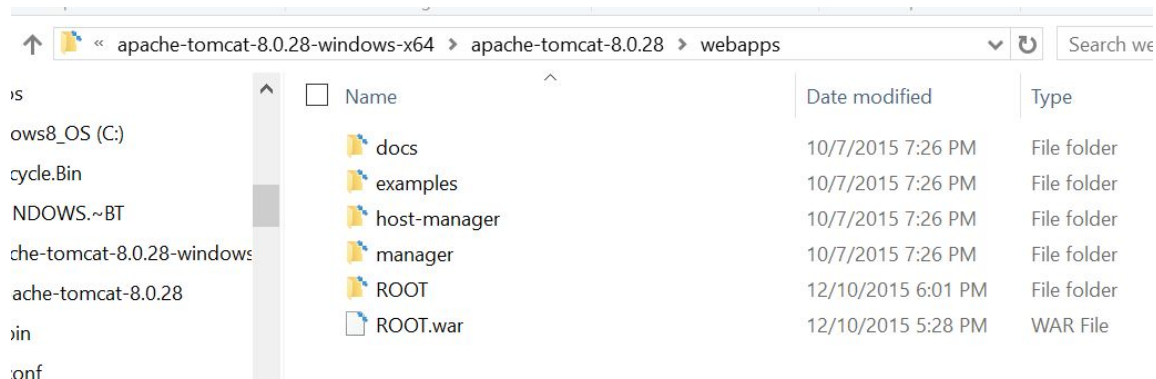 « apache-tomcat-8.0.28-windows-x64 > apache-tomcat-8.0.28 > webapps Search we
os
Name Date modified Type
ows8_OS (C:)
docs 10/7/2015 7:26 PM File folder
cycle.Bin
examples 10/7/2015 7:26 PM File folder
NDOWS.~BT
host-manager 10/7/2015 7:26 PM File folder
che-tomcat-8.0.28-windows
manager 10/7/2015 7:26 PM File folder
ache-tomcat-8.0.28
ROOT 12/10/2015 6:01 PM File folder
bin
ROOT.war 12/10/2015 5:28 PM WAR File
conf